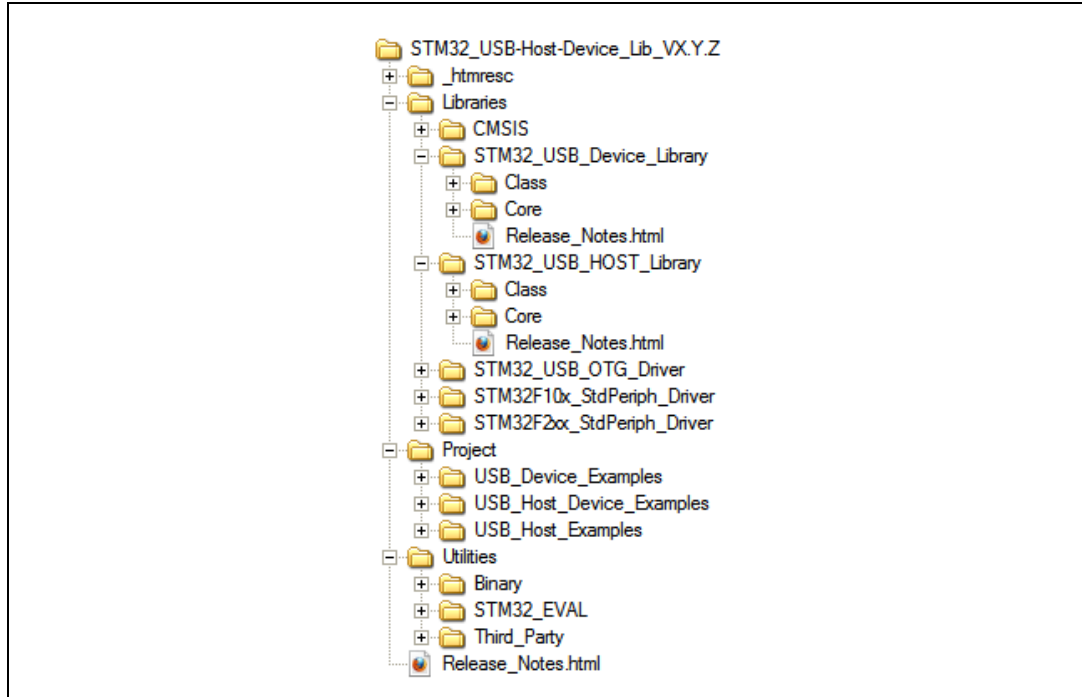 STM32_USB-Host-Device_Lib_VX.Y.Z
_htmresc
Libraries
CMSIS
STM32_USB_Device_Library
Class
Core
Release_Notes.html
STM32_USB_HOST_Library
Class
Core
Release_Notes.html
STM32_USB_OTG_Driver
STM32F10x_StdPeriph_Driver
STM32F2xx_StdPeriph_Driver
Project
USB_Device_Examples
USB_Host_Device_Examples
USB_Host_Examples
Utilities
Binary
STM32_EVAL
Third_Party
Release_Notes.html